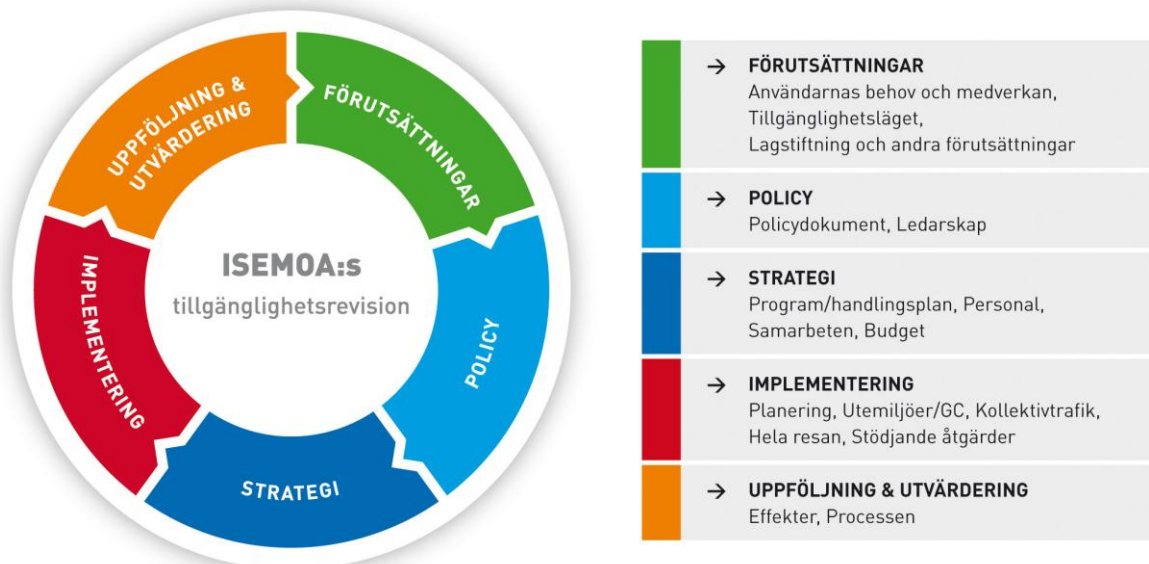 UPPFÖLJNING &
UTVÄRDERING
FÖRUTSÄTTNINGAR
POLICY
STRATEGI
IMPLEMENTERING
ISEMOA:s
tillgänglighetsrevision
→ FÖRUTSÄTTNINGAR
Användarnas behov och medverkan,
Tillgänglighetsläget,
Lagstiftning och andra förutsättningar
→ POLICY
Policydokument, Ledarskap
→ STRATEGI
Program/handlingsplan, Personal,
Samarbeten, Budget
→ IMPLEMENTERING
Planering, Utemiljöer/GC, Kollektivtrafik,
Hela resan, Stödjande åtgärder
→ UPPFÖLJNING & UTVÄRDERING
Effekter, Processen